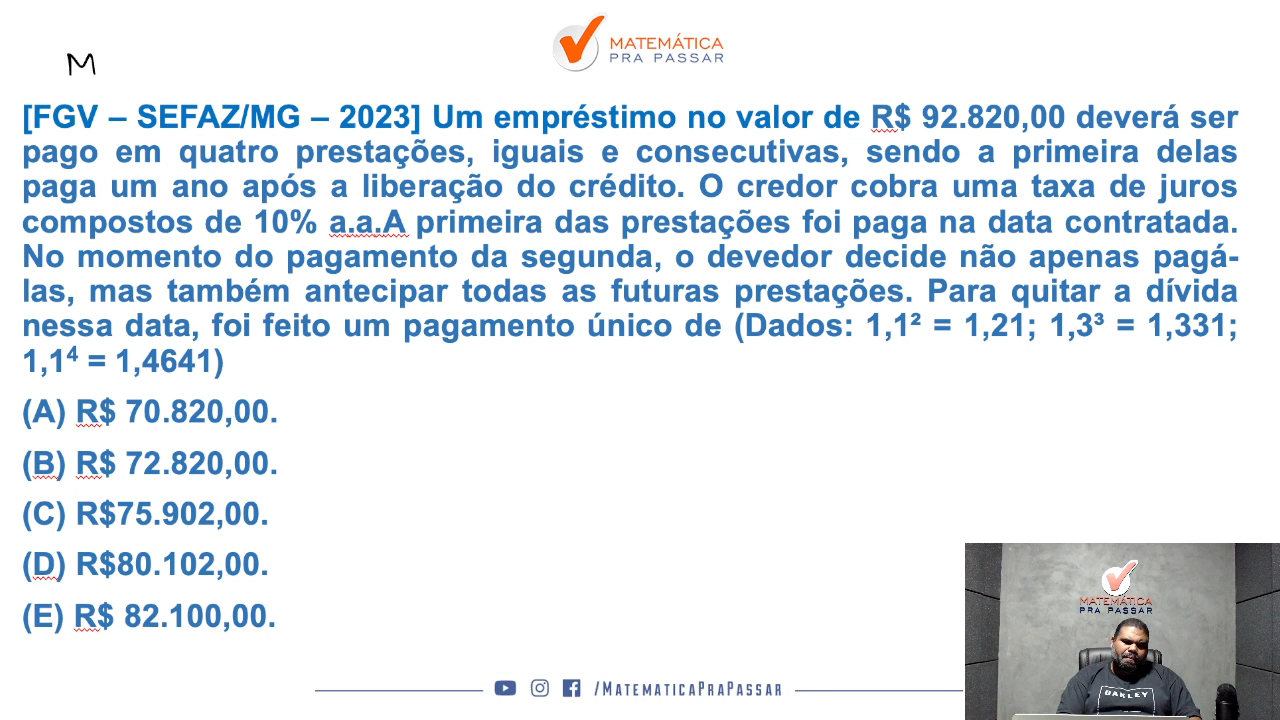 MATEMÁTICA
PRA PASSAR
M
[FGV – SEFAZ/MG – 2023] Um empréstimo no valor de R$ 92.820,00 deverá ser
pago em quatro prestações, iguais e consecutivas, sendo a primeira delas
paga um ano após a liberação do crédito. O credor cobra uma taxa de juros
compostos de 10% a.a.A primeira das prestações foi paga na data contratada.
No momento do pagamento da segunda, o devedor decide não apenas pagá-
las, mas também antecipar todas as futuras prestações. Para quitar a dívida
nessa data, foi feito um pagamento único de (Dados: 1,1² = 1,21; 1,3³ = 1,331;
1,1⁴ = 1,4641)
(A) R$ 70.820,00.
(B) R$ 72.820,00.
(C) R$75.902,00.
(D) R$80.102,00.
(E) R$ 82.100,00.
MATEMÁTICA
PRA PASSAR
OAKLEY
/MATEMATICAPRAPASSAR